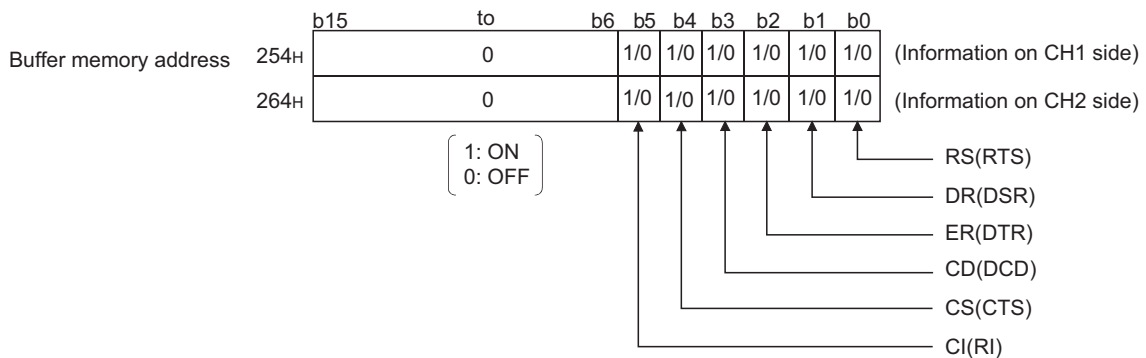 b15 to b6 b5 b4 b3 b2 b1 b0
Buffer memory address 254H 0 1/0 1/0 1/0 1/0 1/0 1/0 (Information on CH1 side)
264H 0 1/0 1/0 1/0 1/0 1/0 1/0 (Information on CH2 side)
1: ON
0: OFF
RS(RTS)
DR(DSR)
ER(DTR)
CD(DCD)
CS(CTS)
CI(RI)